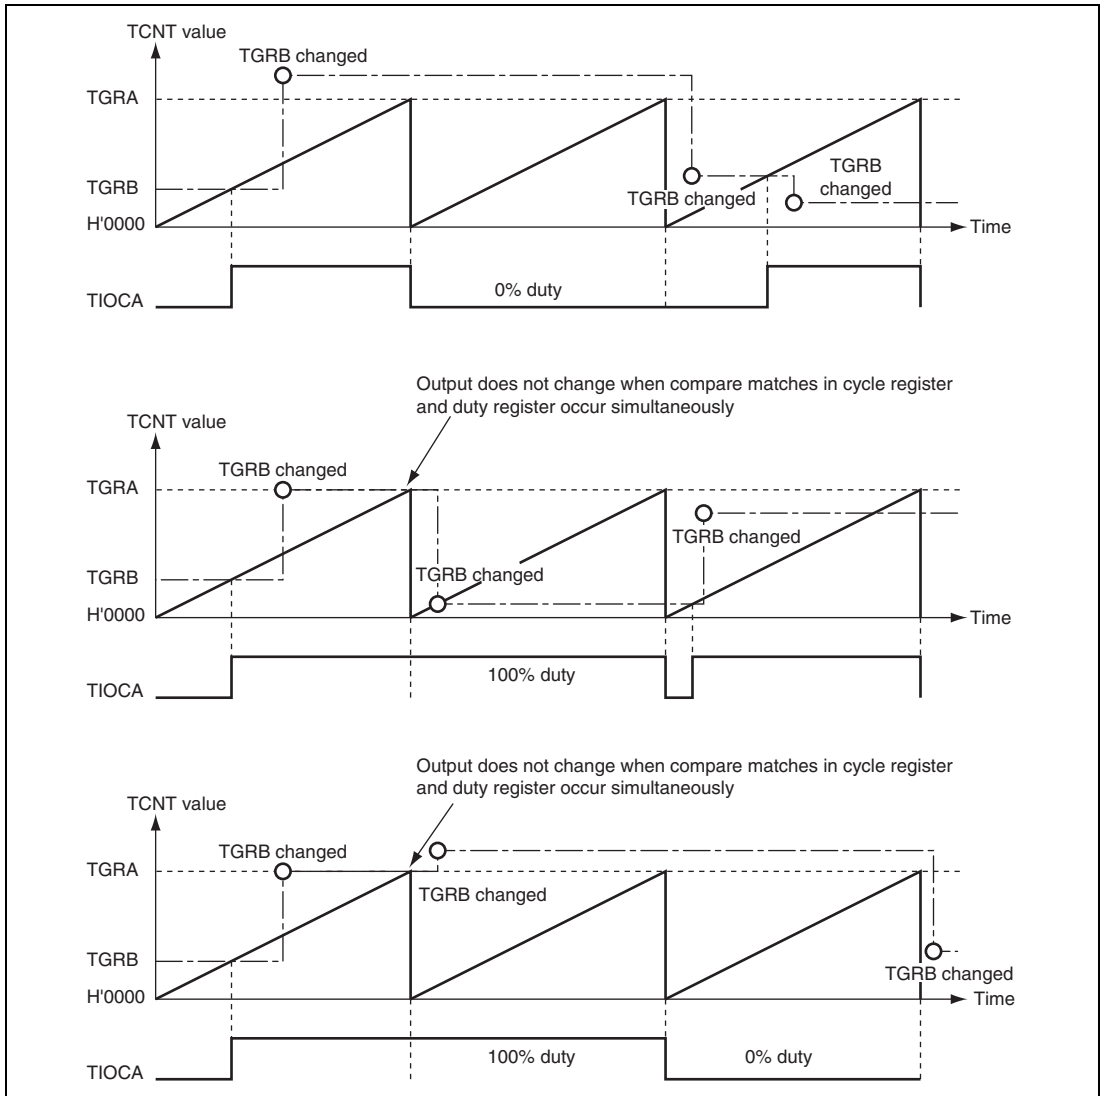 TCNT value
TGRB changed
TGRA
TGRB
changed
TGRB
TGRB changed
H'0000
Time
0% duty
TIOCA
Output does not change when compare matches in cycle register
and duty register occur simultaneously
TCNT value
TGRB changed
TGRA
TGRB changed
TGRB changed
TGRB
H'0000
Time
100% duty
TIOCA
Output does not change when compare matches in cycle register
and duty register occur simultaneously
TCNT value
TGRB changed
TGRA
TGRB changed
TGRB
TGRB changed
H'0000
Time
100% duty
0% duty
TIOCA